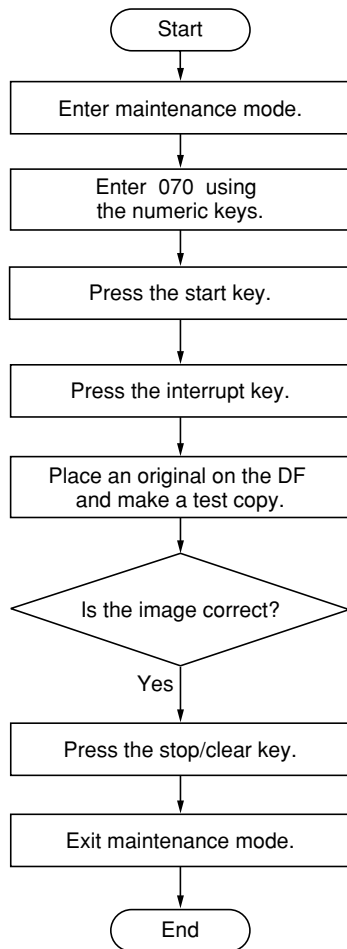 Start
Enter maintenance mode.
Enter 070 using
the numeric keys.
Press the start key.
Press the interrupt key.
Place an original on the DF
and make a test copy.
Is the image correct?
Yes
Press the stop/clear key.
Exit maintenance mode.
End